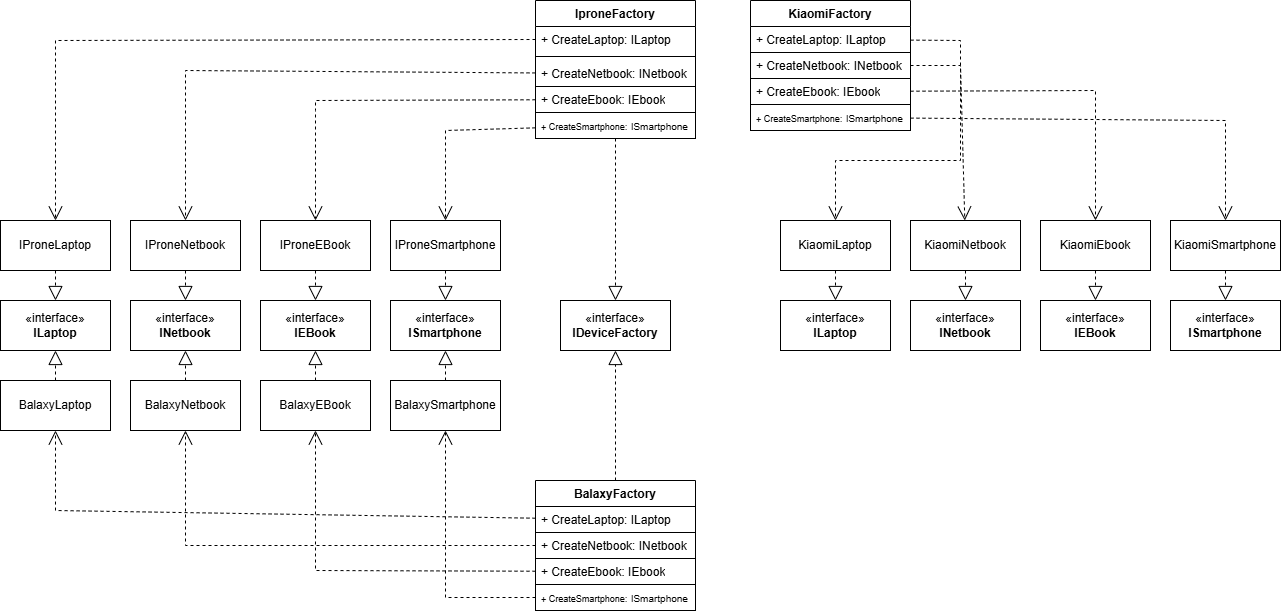 IproneFactory
+ CreateLaptop: ILaptop
+ CreateNetbook: INetbook
+ CreateEbook: IEbook
+ CreateSmartphone: ISmartphone
KiaomiFactory
+ CreateLaptop: ILaptop
+ CreateNetbook: INetbook
+ CreateEbook: IEbook
+ CreateSmartphone: ISmartphone
IProneLaptop
IProneNetbook
IProneEBook
IProneSmartphone
KiaomiLaptop
KiaomiNetbook
KiaomiEbook
KiaomiSmartphone
«interface»
ILaptop
«interface»
INetbook
«interface»
IEBook
«interface»
ISmartphone
«interface»
IDeviceFactory
«interface»
ILaptop
«interface»
INetbook
«interface»
IEBook
«interface»
ISmartphone
BalaxyLaptop
BalaxyNetbook
BalaxyEBook
BalaxySmartphone
BalaxyFactory
+ CreateLaptop: ILaptop
+ CreateNetbook: INetbook
+ CreateEbook: IEbook
+ CreateSmartphone: ISmartphone